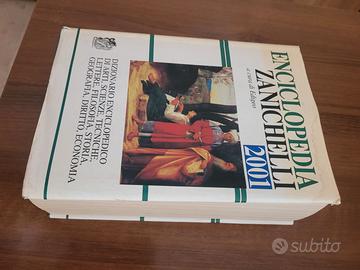 ENCICLOPEDIA
ZANICHELLI
2001
a cura di Edigeo
DIZIONARIO ENCICLOPEDICO
DI ARTI, SCIENZE, TECNICHE,
LETTERE, FILOSOFIA, STORIA,
GEOGRAFIA, DIRITTO, ECONOMIA
subito